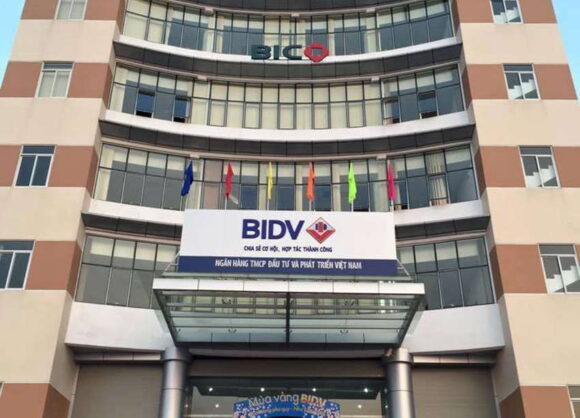 BIC
BIDV
CHIA SẺ CƠ HỘI, HỢP TÁC THÀNH CÔNG
NGÂN HÀNG TMCP ĐẦU TƯ VÀ PHÁT TRIỂN VIỆT NAM
Mùa vàng BIDV